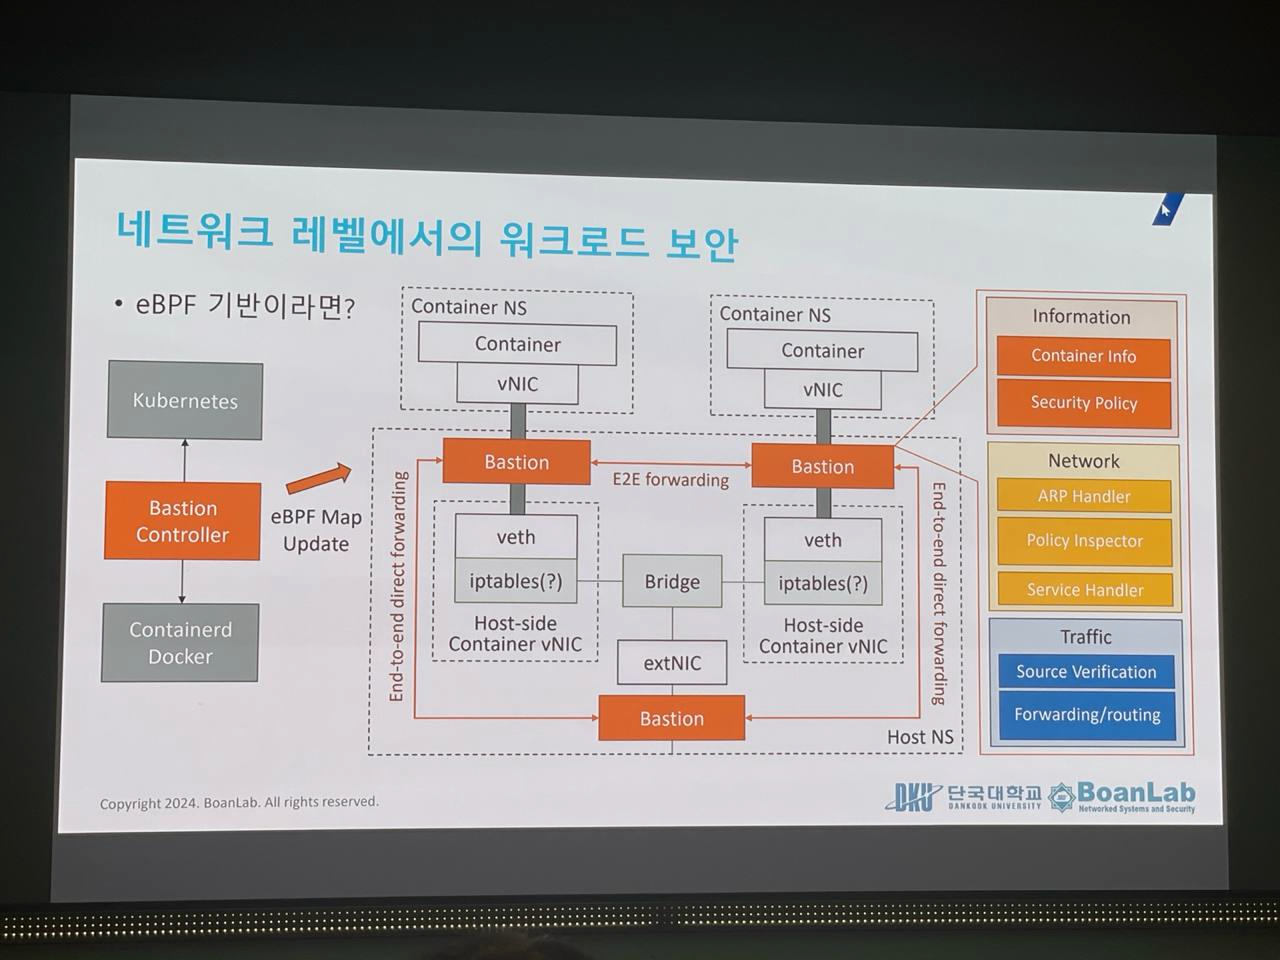 네트워크 레벨에서의 워크로드 보안
• eBPF 기반이라면?
Kubernetes
Bastion
Controller
Containerd
Docker
eBPF Map
Update
Container NS
Container
vNIC
Container NS
Container
vNIC
Bastion
E2E forwarding
Bastion
End-to-end direct forwarding
veth
iptables(?)
Host-side
Container vNIC
Bridge
extNIC
veth
iptables(?)
Host-side
Container vNIC
End-to-end direct forwarding
Bastion
Host NS
Information
Container Info
Security Policy
Network
ARP Handler
Policy Inspector
Service Handler
Traffic
Source Verification
Forwarding/routing
Copyright 2024. BoanLab. All rights reserved.
DKU 단국대학교
DANKOOK UNIVERSITY
BoanLab
Networked Systems and Security